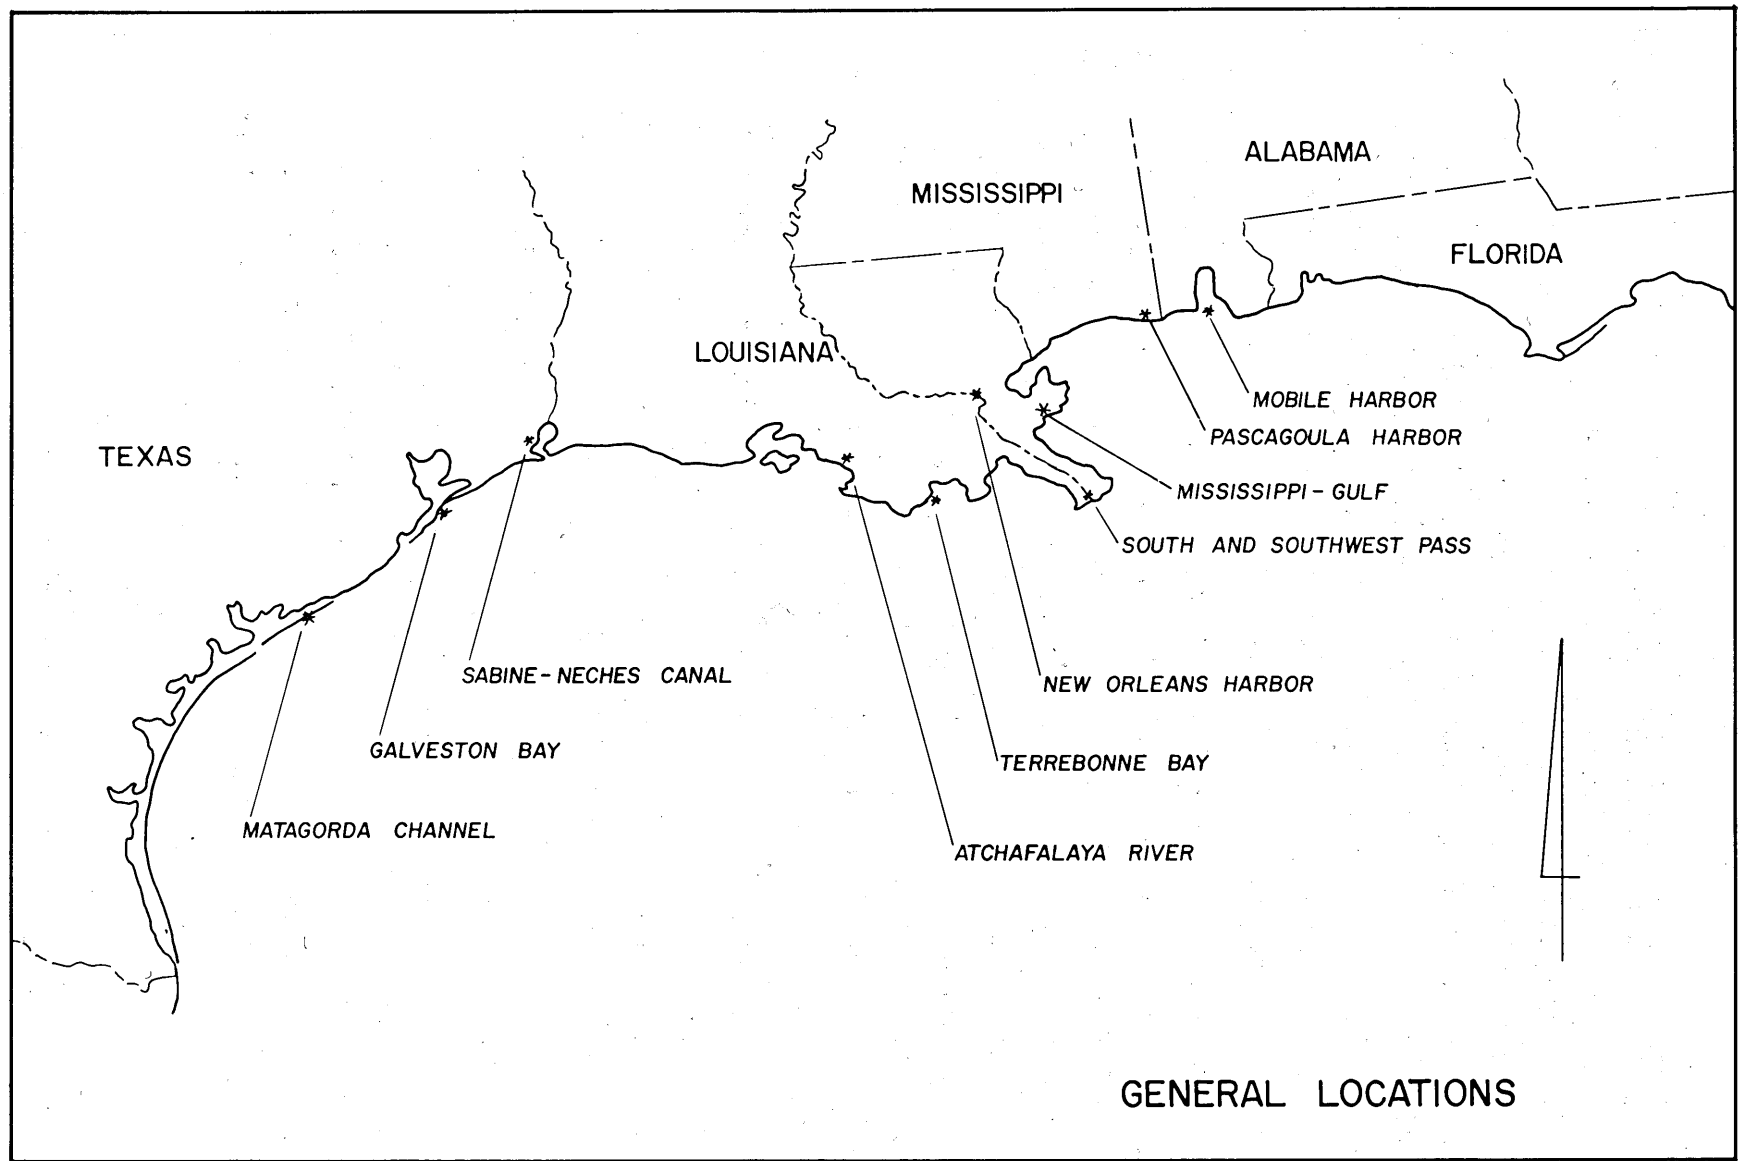 ALABAMA
MISSISSIPPI
FLORIDA
LOUISIANA
MOBILE HARBOR
PASCAGOULA HARBOR
TEXAS
MISSISSIPPI-GULF
SOUTH AND SOUTHWEST PASS
SABINE-NECHES CANAL
NEW ORLEANS HARBOR
GALVESTON BAY
TERREBONNE BAY
MATAGORDA CHANNEL
ATCHAFALAYA RIVER
GENERAL LOCATIONS